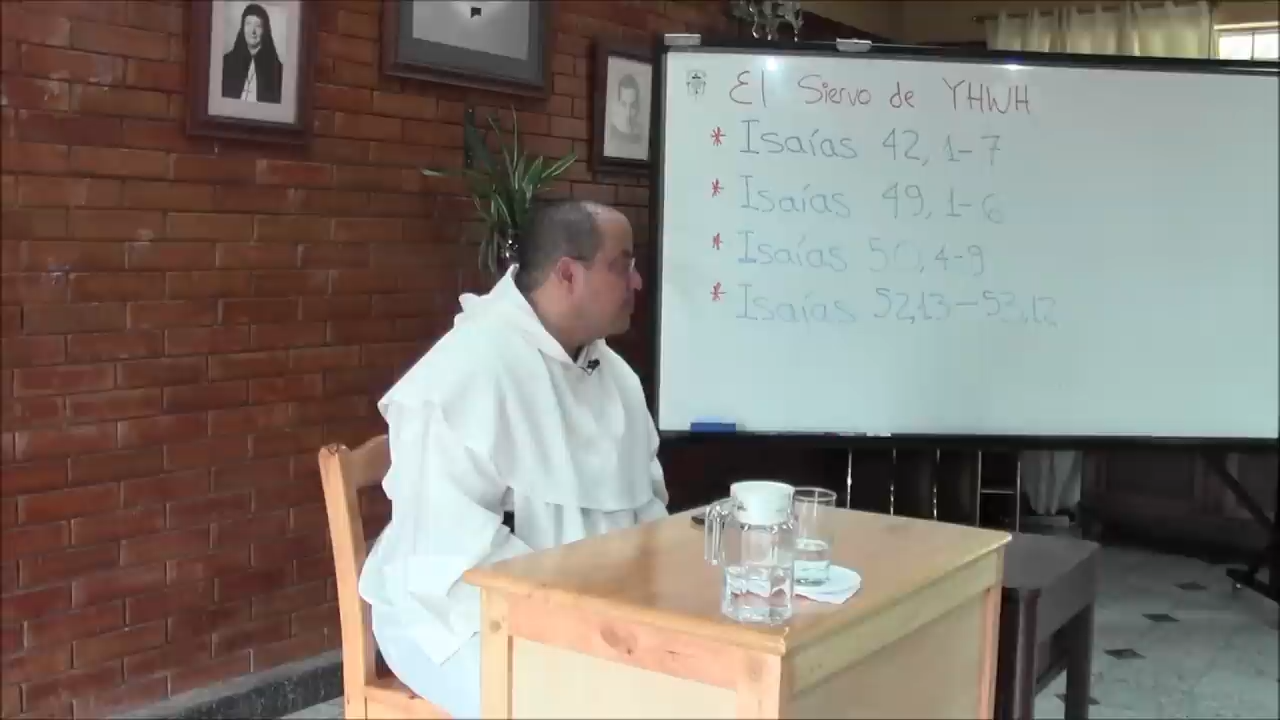 El Siervo de YHWH
* Isaías 42, 1-7
* Isaías 49, 1-6
* Isaías 50, 4-9
* Isaías 52,13-53,12